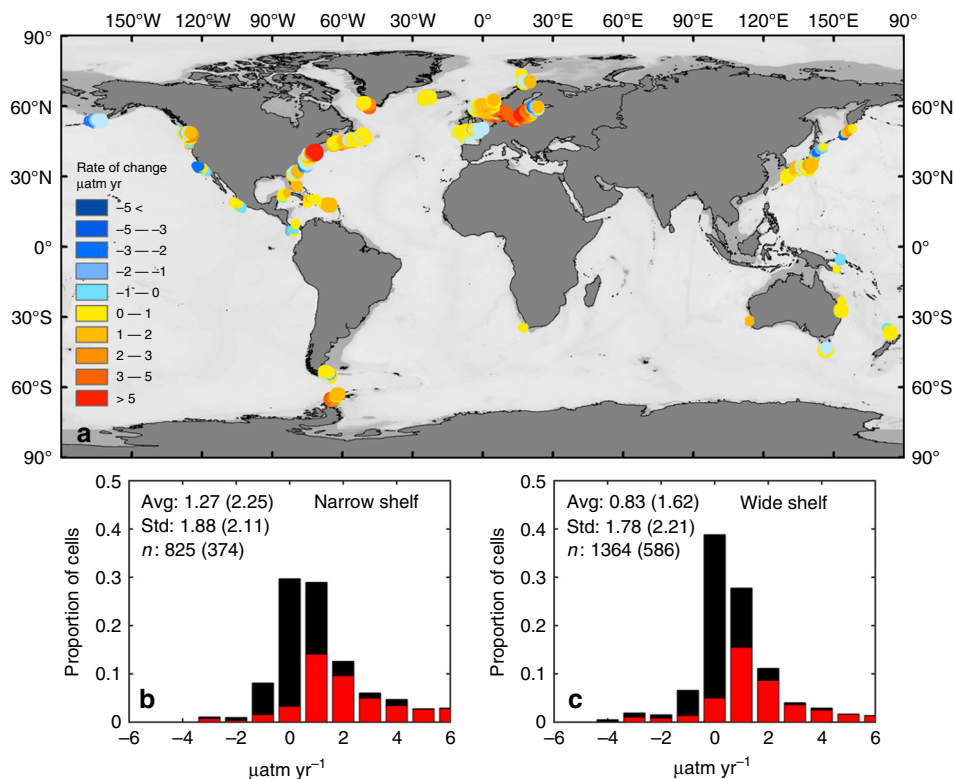 150°W 120°W 90°W 60°W 30°W 0° 30°E 60°E 90°E 120°E 150°E 90°
90° 90°
60°N 60°N
30°N 30°N
0° 0°
30°S 30°S
60°S 60°S
90° 90°
Rate of change
µatm yr
–5 <
–5 — –3
–3 — –2
–2 — –1
–1 — 0
0 — 1
1 — 2
2 — 3
3 — 5
> 5
a
Proportion of cells
0.5
0.4
0.3
0.2
0.1
0
Avg: 1.27 (2.25) Narrow shelf
Std: 1.88 (2.11)
n: 825 (374)
b
–6 –4 –2 0 2 4 6
µatm yr–1
Proportion of cells
0.5
0.4
0.3
0.2
0.1
0
Avg: 0.83 (1.62) Wide shelf
Std: 1.78 (2.21)
n: 1364 (586)
c
–6 –4 –2 0 2 4 6
µatm yr–1